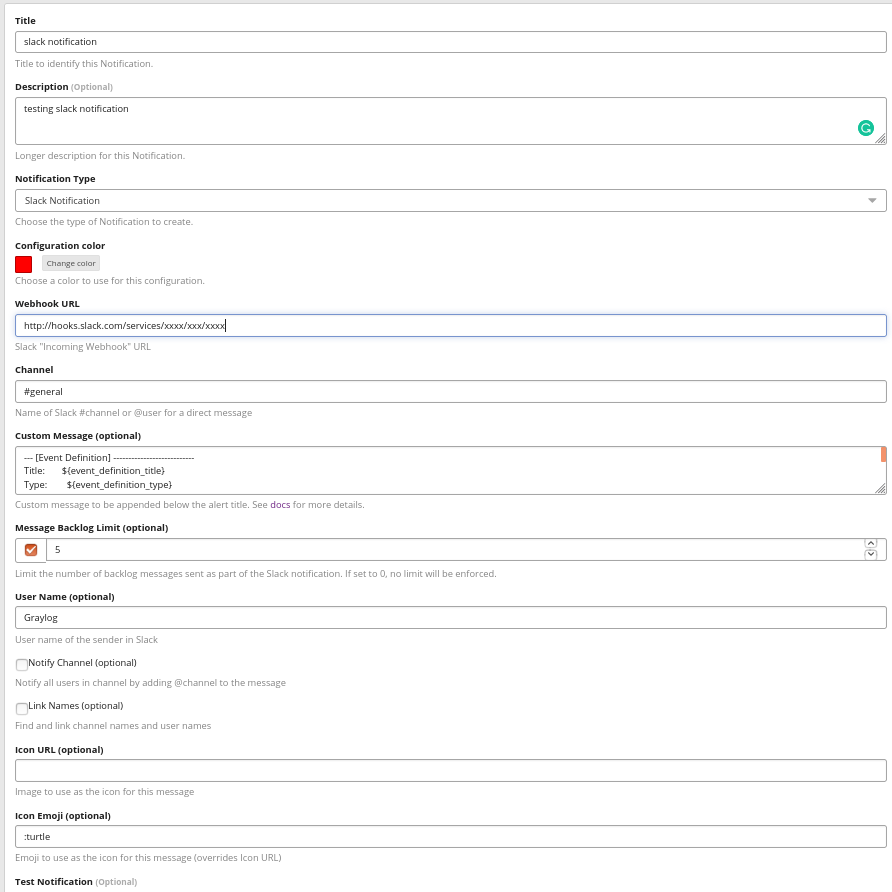 Title
slack notification
Title to identify this Notification.
Description (Optional)
testing slack notification
Longer description for this Notification.
Notification Type
Slack Notification
Choose the type of Notification to create.
Configuration color
Change color
Choose a color to use for this configuration.
Webhook URL
http://hooks.slack.com/services/xxxx/xxx/xxxx
Slack "Incoming Webhook" URL
Channel
#general
Name of Slack #channel or @user for a direct message
Custom Message (optional)
--- [Event Definition] ---------------------------
Title: ${event_definition_title}
Type: ${event_definition_type}
Custom message to be appended below the alert title. See docs for more details.
Message Backlog Limit (optional)
5
Limit the number of backlog messages sent as part of the Slack notification. If set to 0, no limit will be enforced.
User Name (optional)
Graylog
User name of the sender in Slack
Notify Channel (optional)
Notify all users in channel by adding @channel to the message
Link Names (optional)
Find and link channel names and user names
Icon URL (optional)
Image to use as the icon for this message
Icon Emoji (optional)
:turtle
Emoji to use as the icon for this message (overrides Icon URL)
Test Notification (Optional)